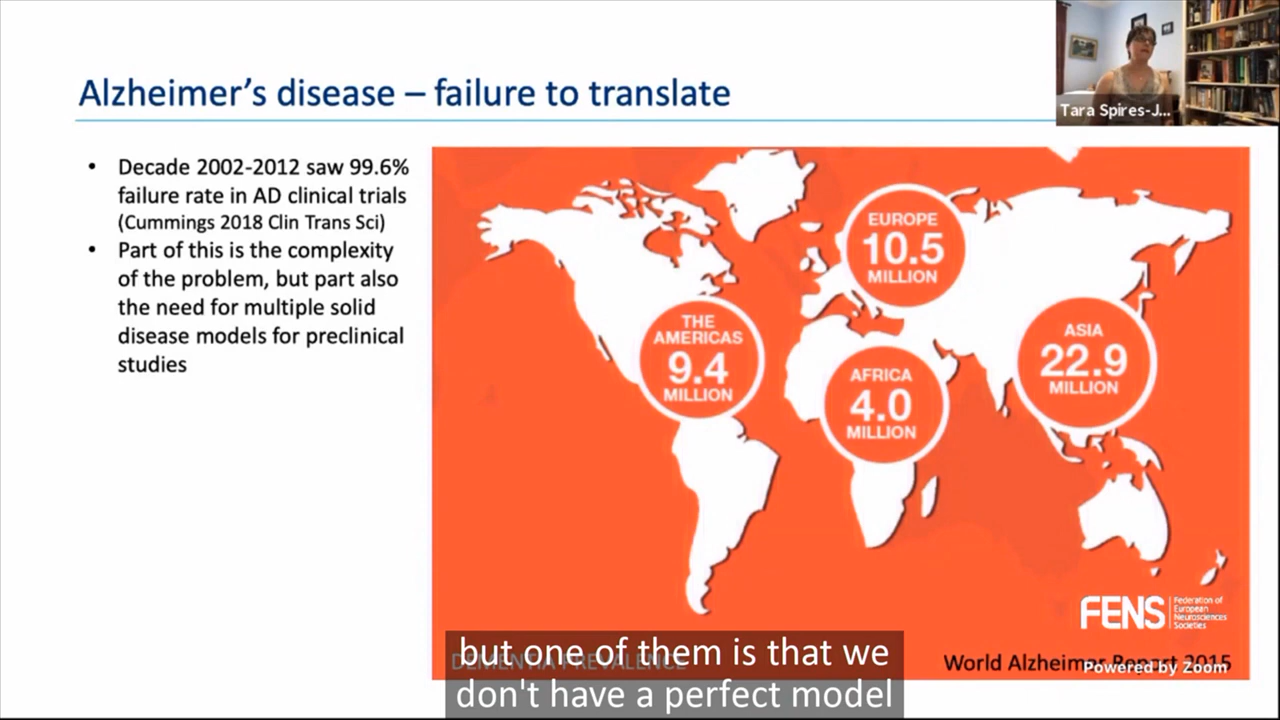 Alzheimer's disease – failure to translate
Tara Spires-J...
• Decade 2002-2012 saw 99.6%
failure rate in AD clinical trials
(Cummings 2018 Clin Trans Sci)
• Part of this is the complexity
of the problem, but part also
the need for multiple solid
disease models for preclinical
studies
EUROPE
10.5
MILLION
THE
AMERICAS
9.4
MILLION
AFRICA
4.0
MILLION
ASIA
22.9
MILLION
FENS
Federation of
European
Neuroscience
Societies
DEMENTIA PREVALENCE
World Alzheimer Report 2015
Powered by Zoom
but one of them is that we
don't have a perfect model